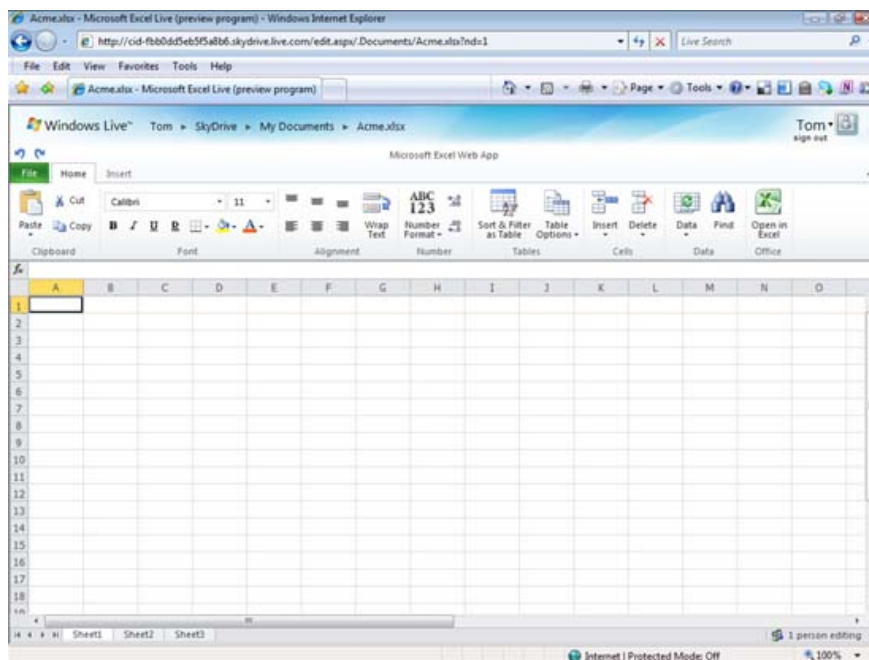 Acme.xlsx - Microsoft Excel Live (preview program) - Windows Internet Explorer
http://cid-fbb0dd5eb5f5a8b6.skydrive.live.com/edit.aspx/.Documents/Acme.xlsx?nd=1
Live Search
File Edit View Favorites Tools Help
Acme.xlsx - Microsoft Excel Live (preview program)
Page Tools
Windows Live™ Tom SkyDrive My Documents Acme.xlsx
Tom
sign out
Microsoft Excel Web App
File Home Insert
Paste Cut Copy
Calibri 11
B I U D
Wrap Text
ABC 123
Number Format
Sort & Filter as Table
Table Options
Insert Delete
Data Find
Open in Excel
Clipboard Font Alignment Number Tables Cells Data Office
fx
A B C D E F G H I J K L M N O
1
2
3
4
5
6
7
8
9
10
11
12
13
14
15
16
17
18
19
Sheet1 Sheet2 Sheet3
1 person editing
Internet | Protected Mode: Off
100%